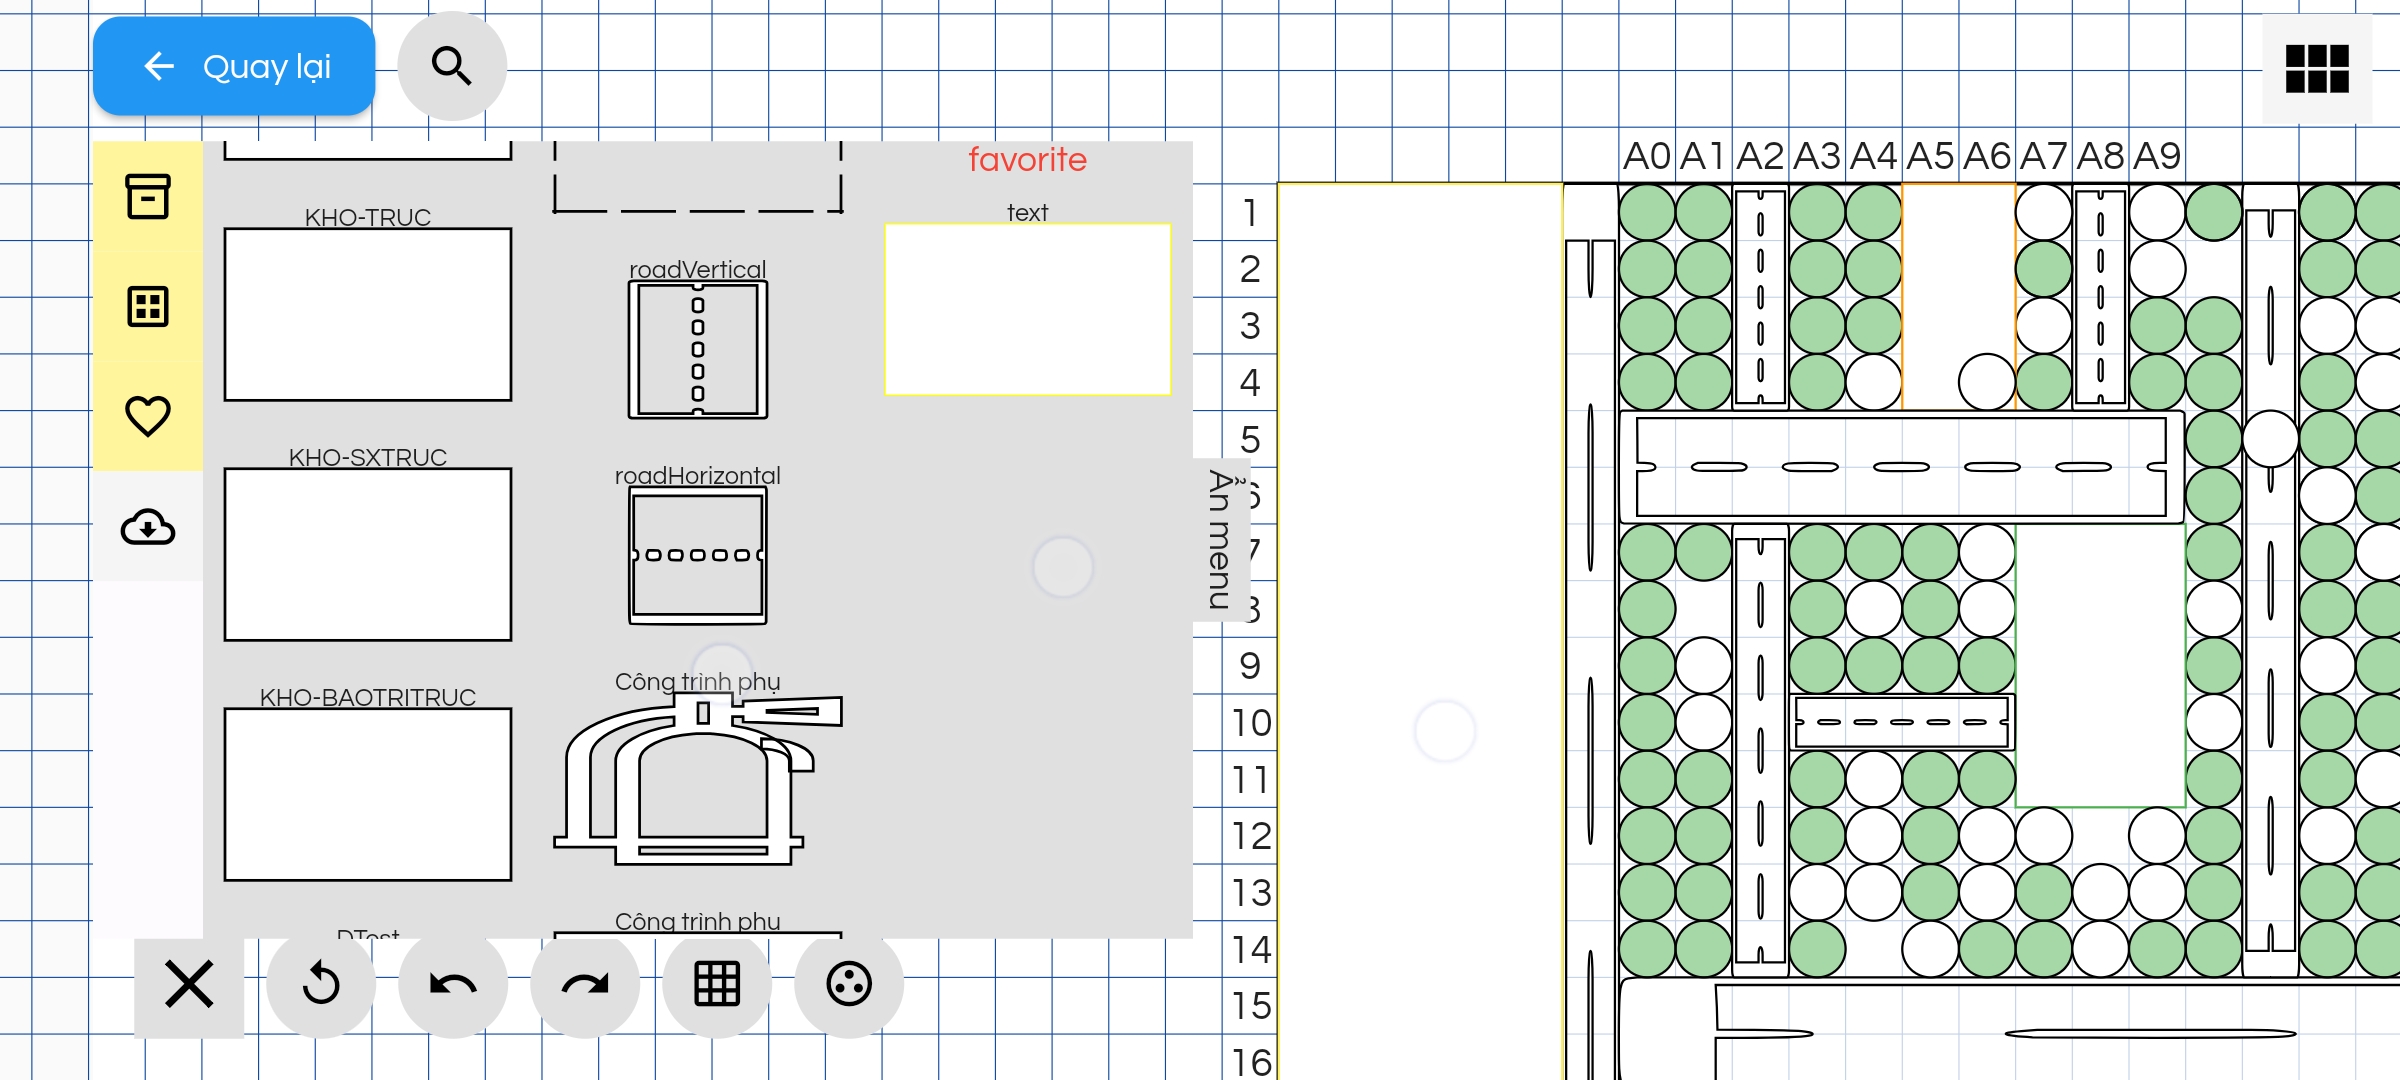 Quay lại
favorite
KHO-TRUC
text
roadVertical
KHO-SXTRUC
roadHorizontal
KHO-BAOTRITRUC
Công trình phụ
Công trình phụ
DTest
Ẩn menu
A0 A1 A2 A3 A4 A5 A6 A7 A8 A9
1
2
3
4
5
6
7
8
9
10
11
12
13
14
15
16